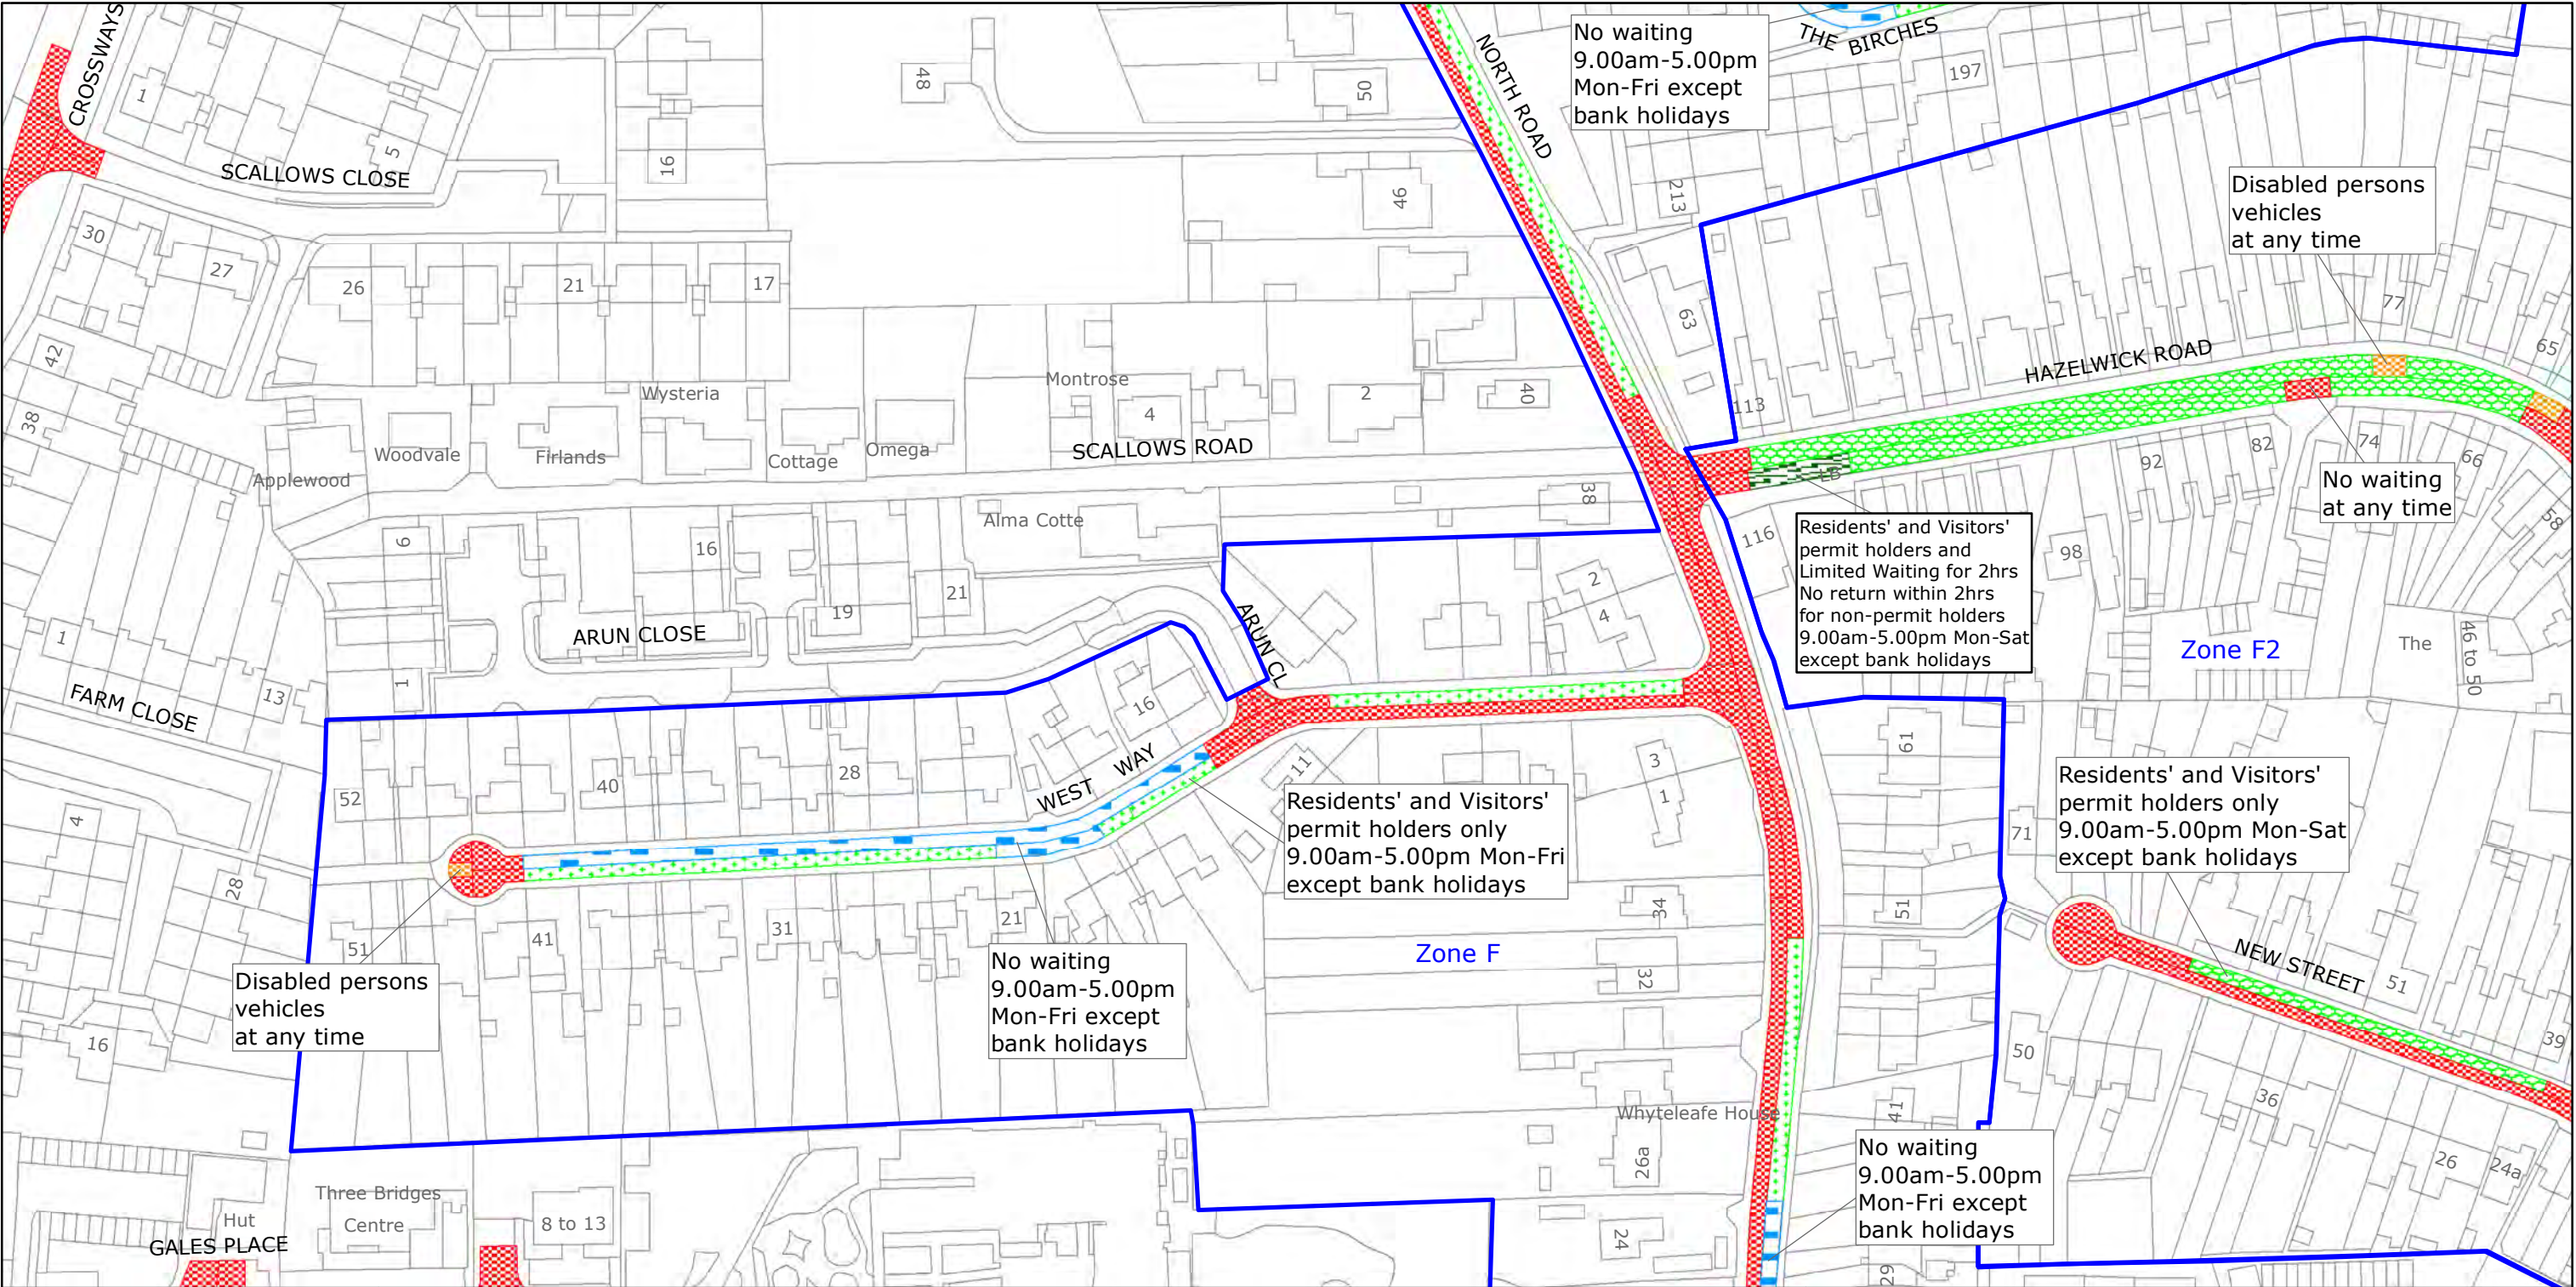 CROSSWAYS
1
5
SCALLOWS CLOSE
16
48
50
NORTH ROAD
No waiting
9.00am-5.00pm
Mon-Fri except
bank holidays
THE BIRCHES
197
213
46
Disabled persons
vehicles
at any time
30
27
26
21
17
63
77
65
42
38
Wysteria
Montrose
4
2
40
113
HAZELWICK ROAD
Applewood
Woodvale
Firlands
Cottage
Omega
SCALLOWS ROAD
LB
92
82
74
66
58
No waiting
at any time
38
Alma Cotte
6
16
19
21
1
ARUN CLOSE
ARUN CL
2
4
116
98
Residents' and Visitors'
permit holders and
Limited Waiting for 2hrs
No return within 2hrs
for non-permit holders
9.00am-5.00pm Mon-Sat
except bank holidays
Zone F2
The
46 to 50
1
13
FARM CLOSE
16
WEST WAY
52
40
28
11
3
1
61
71
Residents' and Visitors'
permit holders only
9.00am-5.00pm Mon-Fri
except bank holidays
Residents' and Visitors'
permit holders only
9.00am-5.00pm Mon-Sat
except bank holidays
4
28
51
41
31
21
34
51
Zone F
32
NEW STREET
51
39
Disabled persons
vehicles
at any time
No waiting
9.00am-5.00pm
Mon-Fri except
bank holidays
16
50
36
26
24a
Whyteleafe House
26a
41
No waiting
9.00am-5.00pm
Mon-Fri except
bank holidays
Three Bridges
Centre
Hut
GALES PLACE
8 to 13
24
29